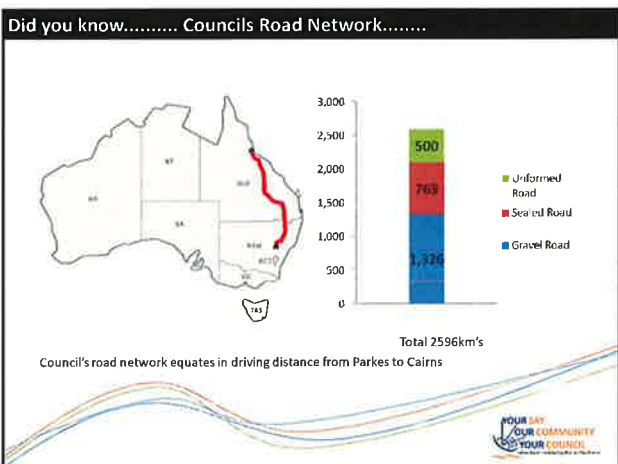 Did you know.......... Councils Road Network........
3,000
2,500
2,000
1,500
1,000
500
0
500
769
1,326
Unformed
Road
Sealed Road
Gravel Road
WA
NT
QLD
SA
NSW
ACT
VIC
TAS
Total 2596km's
Council's road network equates in driving distance from Parkes to Cairns
YOUR SAY
OUR COMMUNITY
YOUR COUNCIL